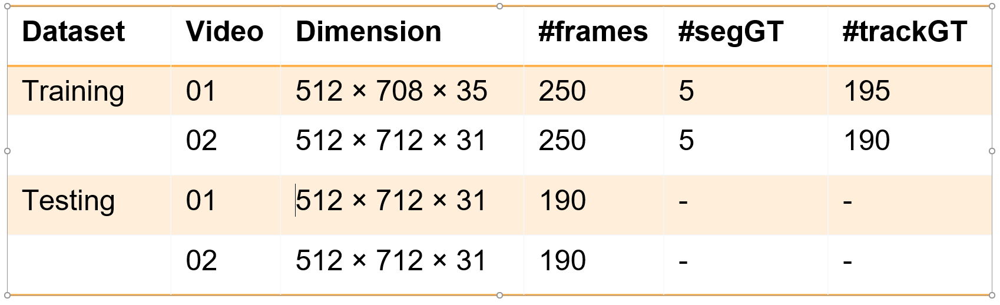 Dataset Video Dimension #frames #segGT #trackGT
Training 01 512 × 708 × 35 250 5 195
02 512 × 712 × 31 250 5 190
Testing 01 512 × 712 × 31 190 - -
02 512 × 712 × 31 190 - -